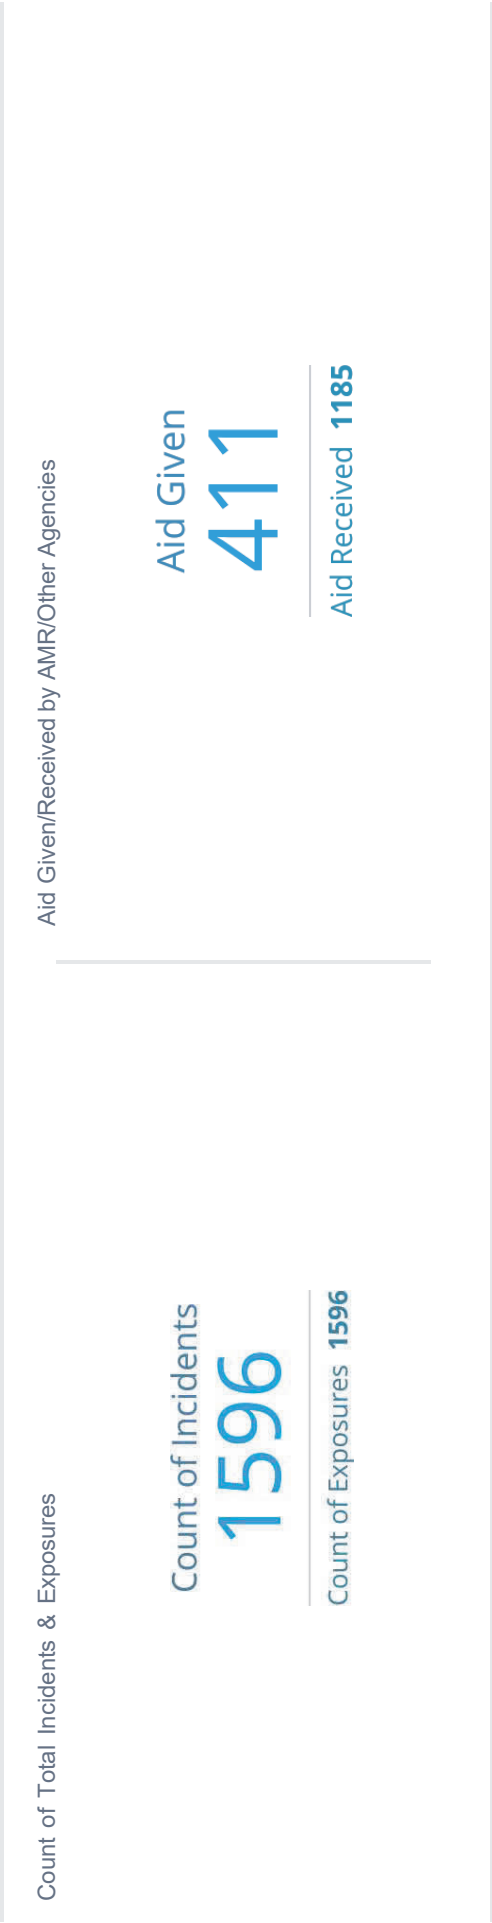 Count of Total Incidents & Exposures
Count of Incidents
1596
Count of Exposures 1596
Aid Given/Received by AMR/Other Agencies
Aid Given
411
Aid Received 1185